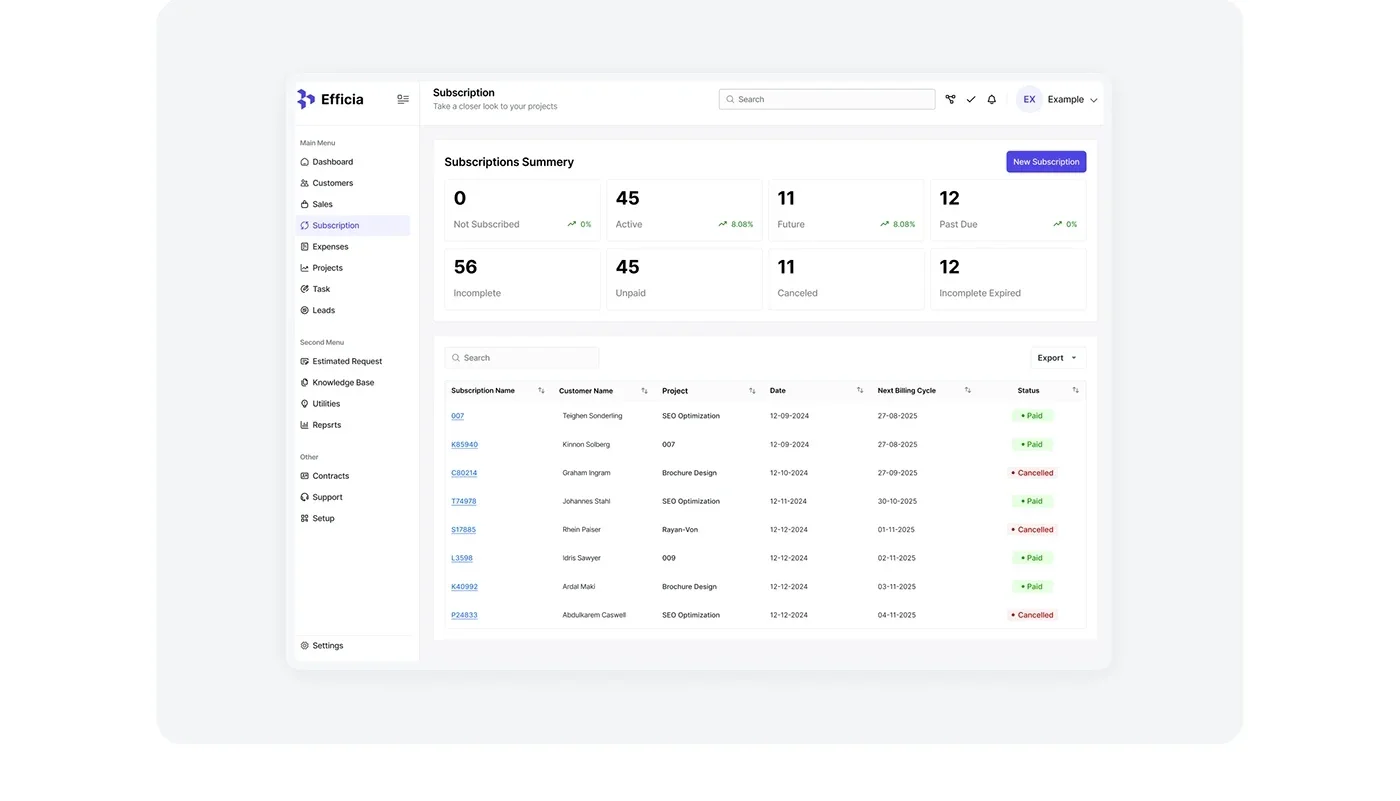 Efficia
Subscription
Take a closer look to your projects
Search
EX
Example
Main Menu
Dashboard
Customers
Sales
Subscription
Expenses
Projects
Task
Leads
Second Menu
Estimated Request
Knowledge Base
Utilities
Repsrts
Other
Contracts
Support
Setup
Settings
Subscriptions Summery
New Subscription
0
Not Subscribed 0%
45
Active 8.08%
11
Future 8.08%
12
Past Due 0%
56
Incomplete
45
Unpaid
11
Canceled
12
Incomplete Expired
Search
Export
Subscription Name Customer Name Project Date Next Billing Cycle Status
007 Teighen Sonderling SEO Optimization 12-09-2024 27-08-2025 Paid
K85940 Kinnon Solberg 007 12-09-2024 27-08-2025 Paid
C80214 Graham Ingram Brochure Design 12-10-2024 27-09-2025 Cancelled
T74978 Johannes Stahi SEO Optimization 12-11-2024 30-10-2025 Paid
S17885 Rhein Paiser Rayan-Von 12-12-2024 01-11-2025 Cancelled
L3598 Idris Sawyer 009 12-12-2024 02-11-2025 Paid
K40992 Ardal Maki Brochure Design 12-12-2024 03-11-2025 Paid
P24833 Abdulkarem Caswell SEO Optimization 12-12-2024 04-11-2025 Cancelled